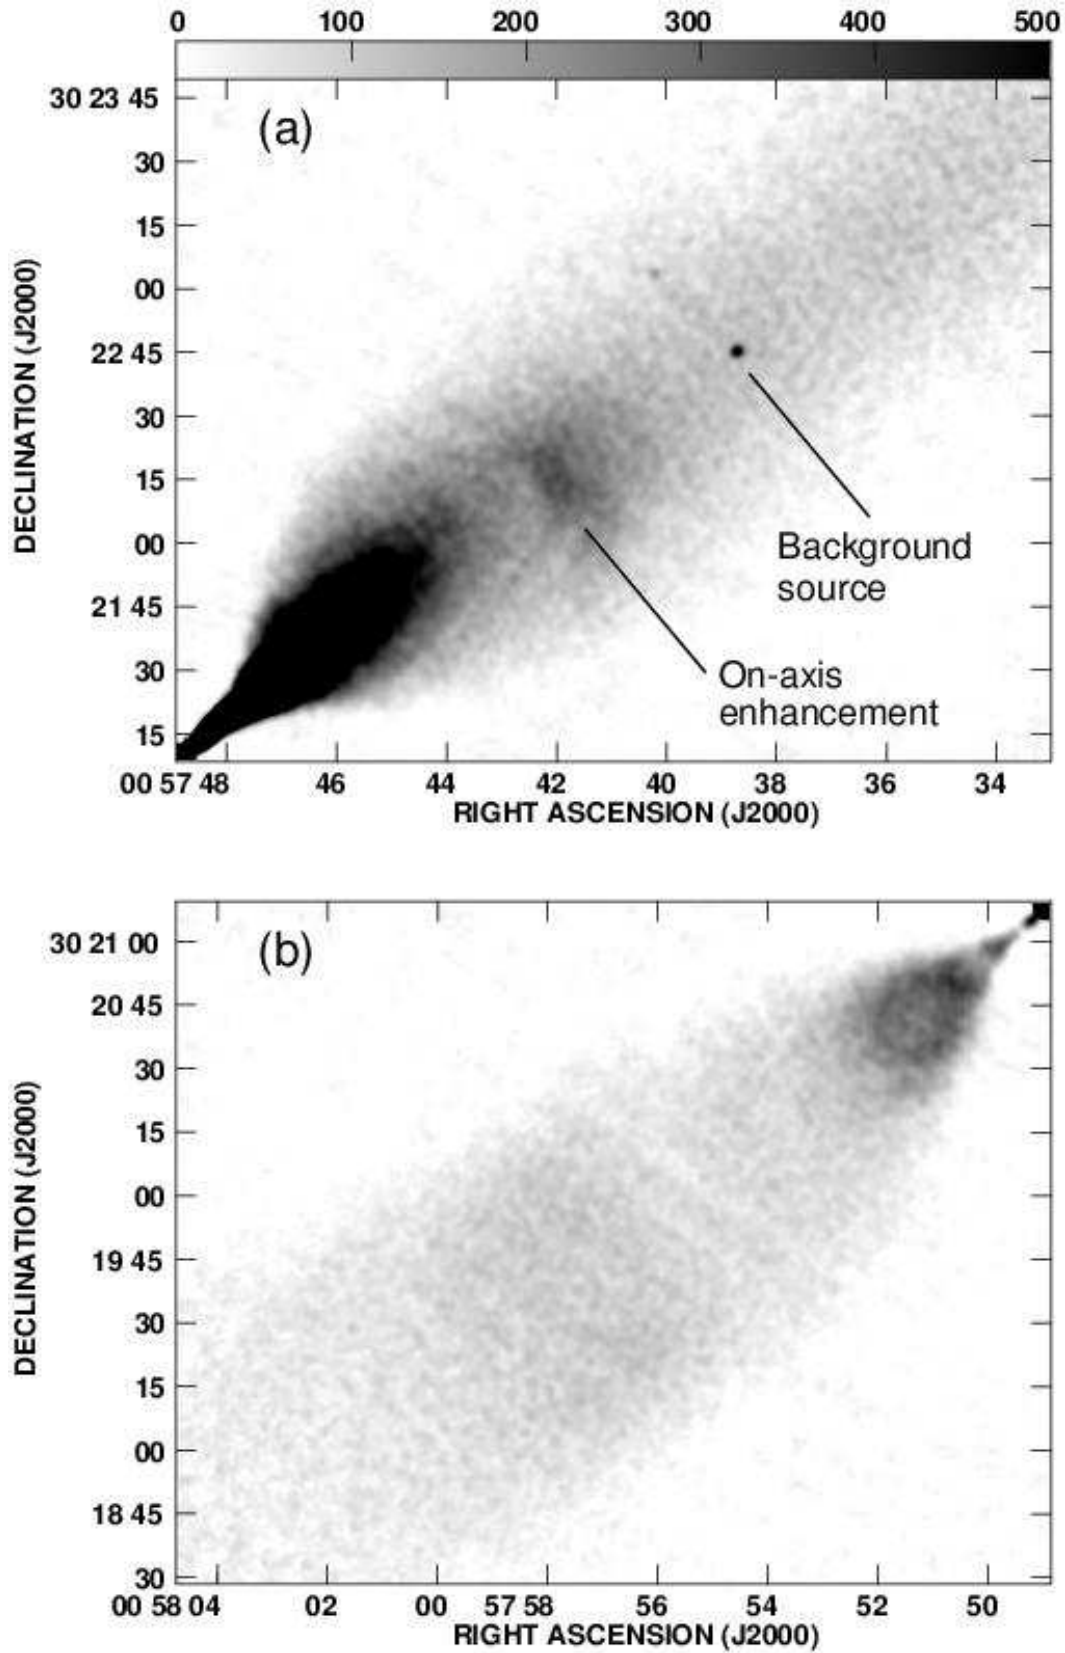 0 100 200 300 400 500
(a)
30 23 45
30
15
00
22 45
30
15
00
21 45
30
15
DECLINATION (J2000)
Background
source
On-axis
enhancement
00 57 48 46 44 42 40 38 36 34
RIGHT ASCENSION (J2000)
(b)
30 21 00
20 45
30
15
00
19 45
30
15
00
18 45
30
DECLINATION (J2000)
00 58 04 02 00 57 58 56 54 52 50
RIGHT ASCENSION (J2000)